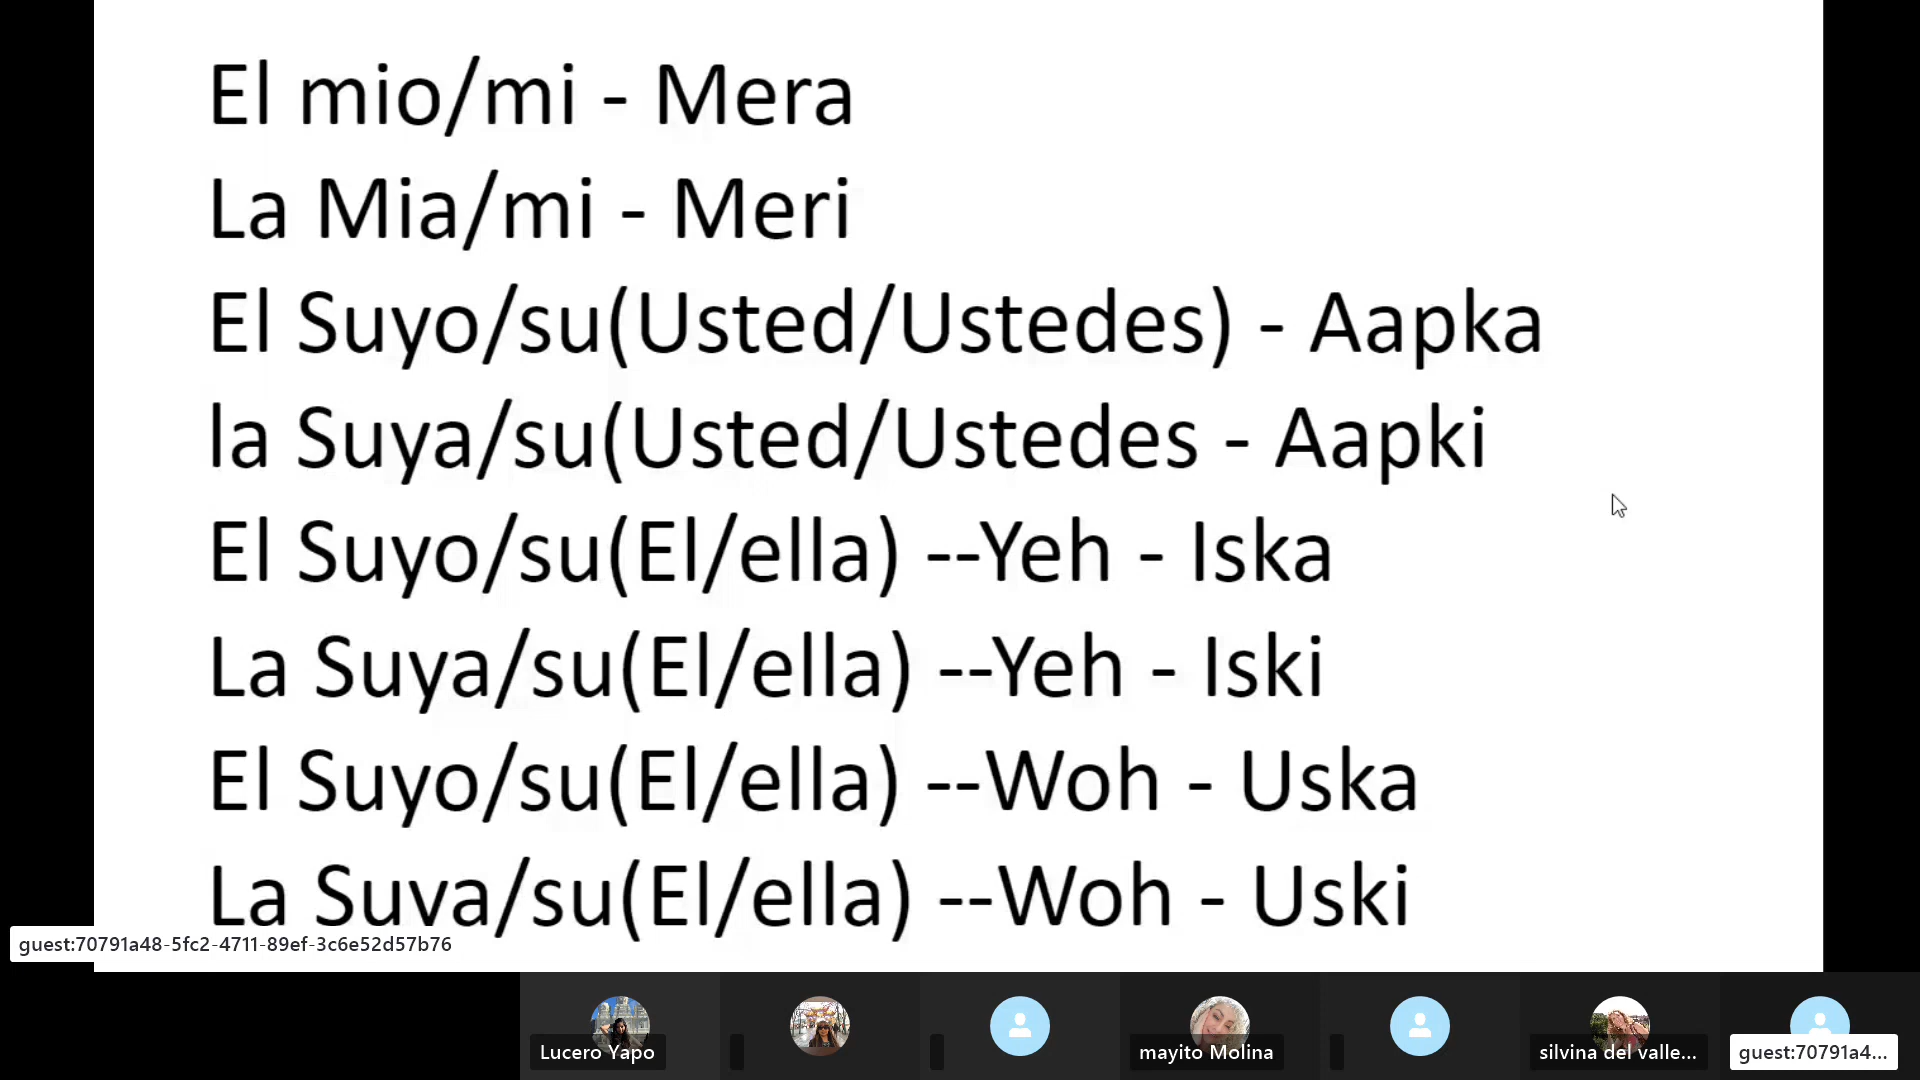 El mio/mi - Mera
La Mia/mi - Meri
El Suyo/su(Usted/Ustedes) - Aapka
la Suya/su(Usted/Ustedes - Aapki
El Suyo/su(El/ella) --Yeh - Iska
La Suya/su(El/ella) --Yeh - Iski
El Suyo/su(El/ella) --Woh - Uska
La Suya/su(El/ella) --Woh - Uski
guest:70791a48-5fc2-4711-89ef-3c6e52d57b76
Lucero Yapo
mayito Molina
silvina del valle...
guest:70791a4...